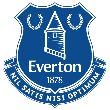 Everton
1878
NIL SATIS NISI OPTIMUM